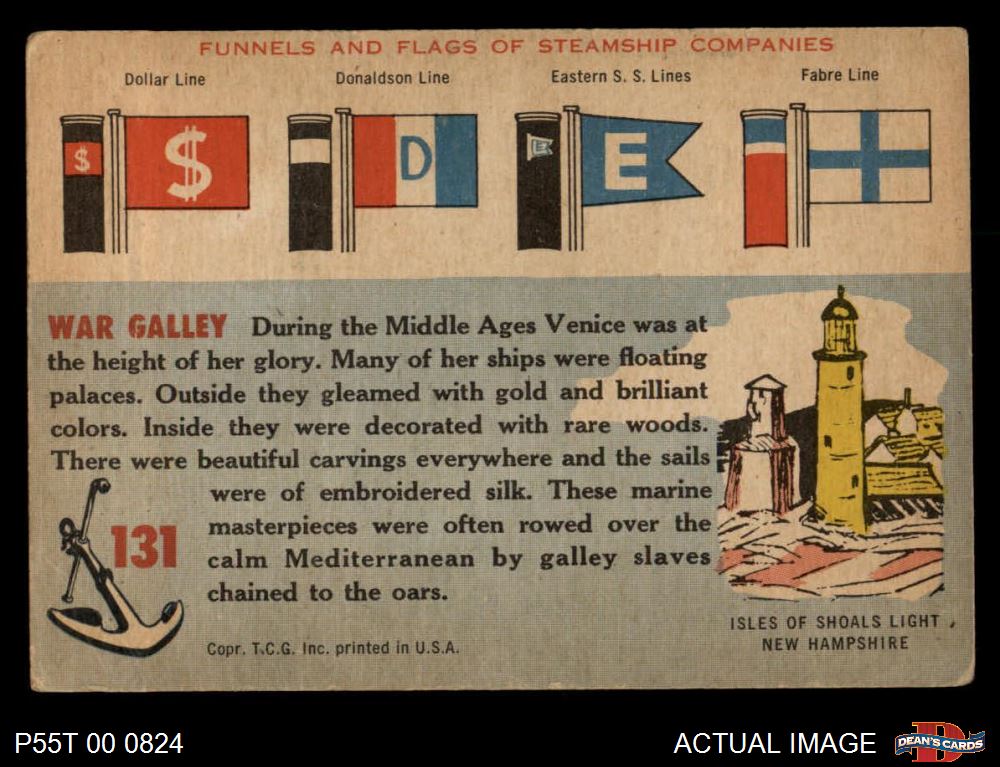 FUNNELS AND FLAGS OF STEAMSHIP COMPANIES
Dollar Line Donaldson Line Eastern S. S. Lines Fabre Line
$ $ D E E
WAR GALLEY During the Middle Ages Venice was at
the height of her glory. Many of her ships were floating
palaces. Outside they gleamed with gold and brilliant
colors. Inside they were decorated with rare woods.
There were beautiful carvings everywhere and the sails
were of embroidered silk. These marine
masterpieces were often rowed over the
calm Mediterranean by galley slaves
chained to the oars.
131
Copr. T.C.G. Inc. printed in U.S.A.
ISLES OF SHOALS LIGHT
NEW HAMPSHIRE
P55T 00 0824
ACTUAL IMAGE
D
DEAN'S CARDS